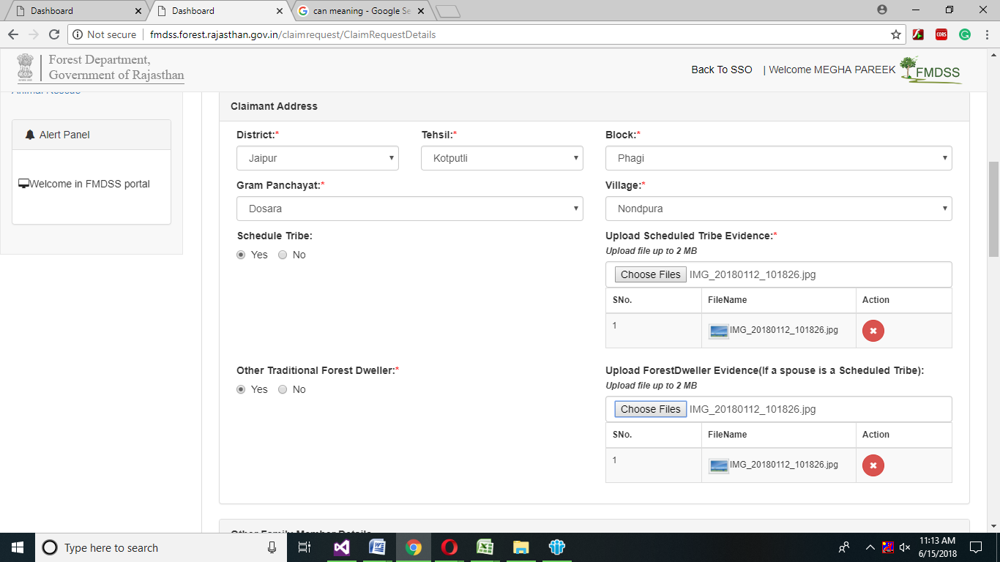 Dashboard
Dashboard
can meaning - Google Se
Not secure
fmdss.forest.rajasthan.gov.in/claimrequest/ClaimRequestDetails
CORS
Forest Department,
Government of Rajasthan
Back To SSO | Welcome MEGHA PAREEK
FMDSS
Alert Panel
Welcome in FMDSS portal
Claimant Address
District:* Tehsil:* Block:*
Jaipur Kotputli Phagi
Gram Panchayat:* Village:*
Dosara Nondpura
Schedule Tribe: Upload Scheduled Tribe Evidence:*
Yes No Upload file up to 2 MB
Choose Files IMG_20180112_101826.jpg
SNo. FileName Action
1 IMG_20180112_101826.jpg
Other Traditional Forest Dweller:* Upload ForestDweller Evidence(If a spouse is a Scheduled Tribe):
Yes No Upload file up to 2 MB
Choose Files IMG_20180112_101826.jpg
SNo. FileName Action
1 IMG_20180112_101826.jpg
Other Family Member Details
Type here to search
11:13 AM
6/15/2018